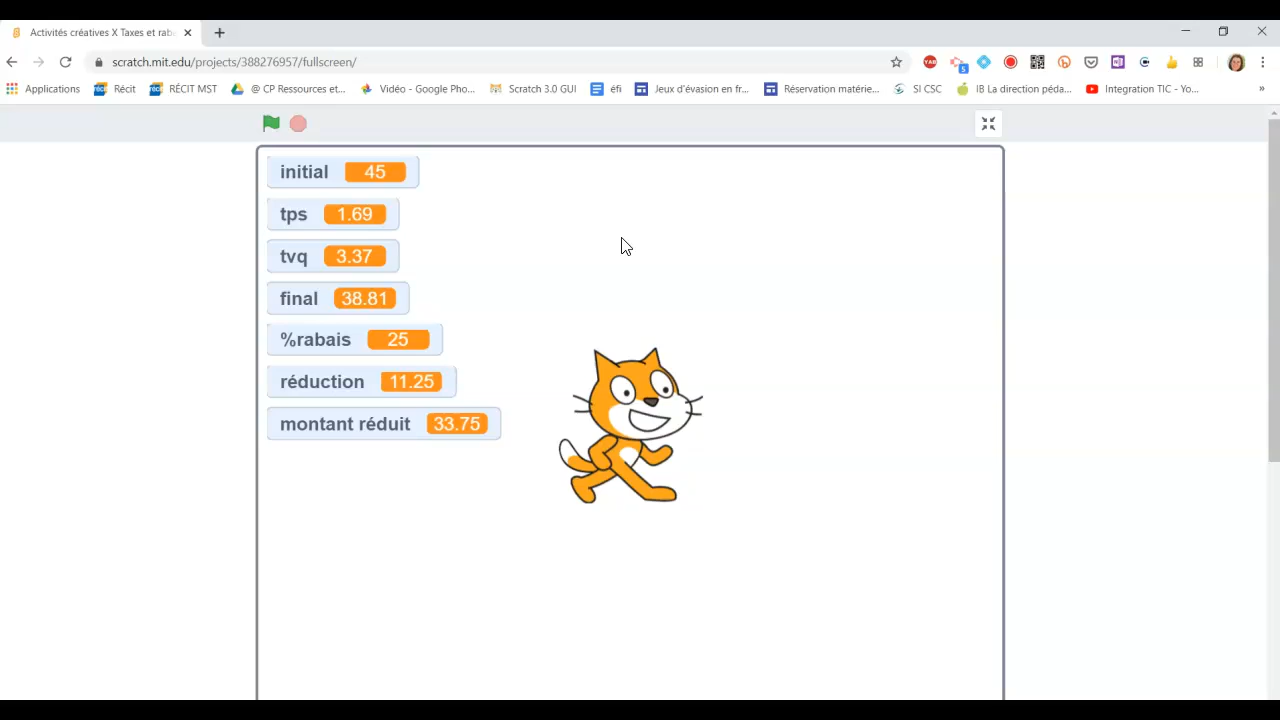 Activités créatives X Taxes et rab
scratch.mit.edu/projects/388276957/fullscreen/
YAB
5
Applications Récit RÉCIT MST © CP Ressources et... Vidéo - Google Pho... Scratch 3.0 GUI éfi Jeux d'évasion en fr... Réservation matérie... SI CSC IB La direction péda... Integration TIC - Yo... »
initial 45
tps 1.69
tvq 3.37
final 38.81
%rabais 25
réduction 11.25
montant réduit 33.75